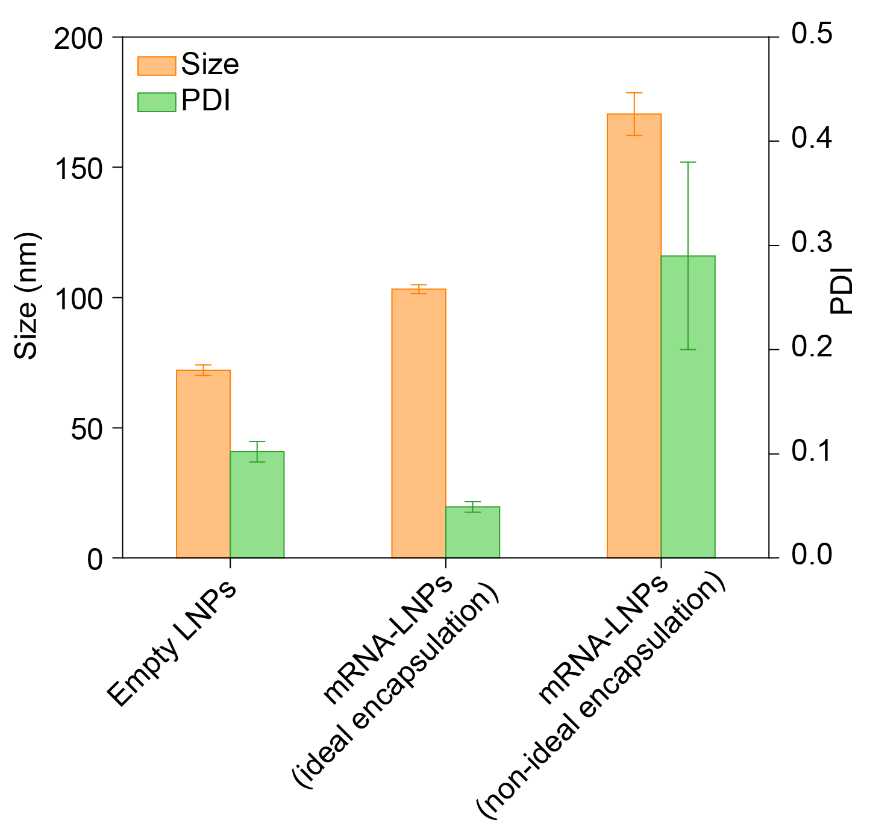 Size
PDI
200
150
100
50
0
Size (nm)
0.5
0.4
0.3
0.2
0.1
0.0
PDI
Empty LNPs
mRNA-LNPs
(ideal encapsulation)
mRNA-LNPs
(non-ideal encapsulation)